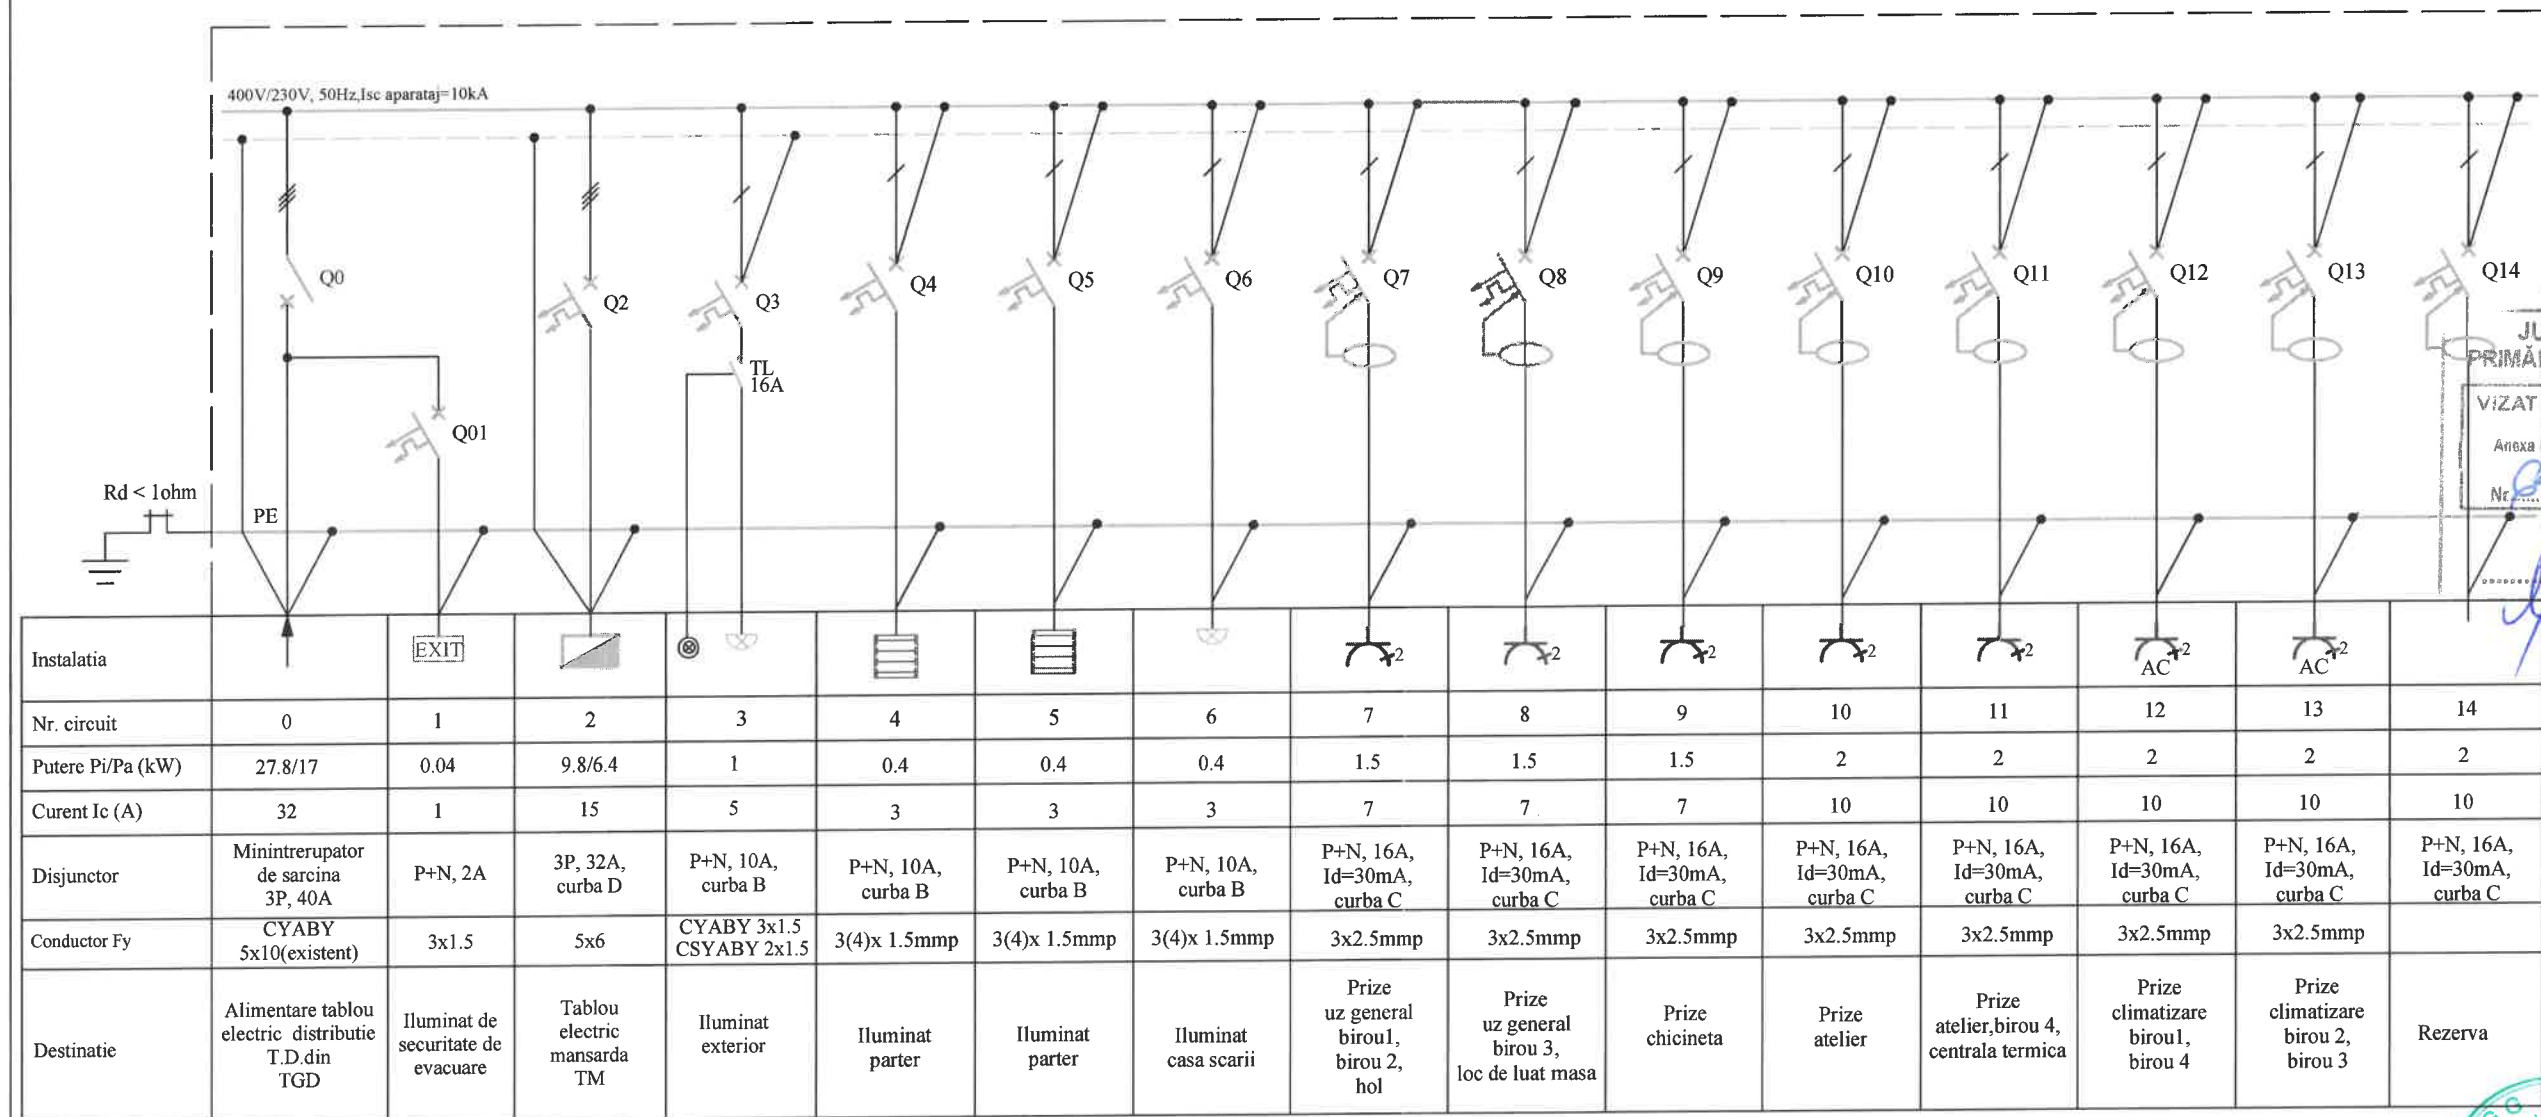 400V/230V, 50Hz,Isc aparataj=10kA
Q0
Q01
Q2
Q3
TL
16A
Q4
Q5
Q6
Q7
Q8
Q9
Q10
Q11
Q12
Q13
Q14
JU
VIZAT
Anexa
Nr.
Rd < 1ohm
PE
Instalatia
EXIT
2
2
2
2
2
2
AC
2
AC
Nr. circuit 0 1 2 3 4 5 6 7 8 9 10 11 12 13 14
Putere Pi/Pa (kW) 27.8/17 0.04 9.8/6.4 1 0.4 0.4 0.4 1.5 1.5 1.5 2 2 2 2 2
Curent Ic (A) 32 1 15 5 3 3 3 7 7 7 10 10 10 10 10
Disjunctor
Minintrerupator
de sarcina
3P, 40A
P+N, 2A
3P, 32A,
curba D
P+N, 10A,
curba B
P+N, 10A,
curba B
P+N, 10A,
curba B
P+N, 10A,
curba B
P+N, 16A,
Id=30mA,
curba C
P+N, 16A,
Id=30mA,
curba C
P+N, 16A,
Id=30mA,
curba C
P+N, 16A,
Id=30mA,
curba C
P+N, 16A,
Id=30mA,
curba C
P+N, 16A,
Id=30mA,
curba C
P+N, 16A,
Id=30mA,
curba C
P+N, 16A,
Id=30mA,
curba C
Conductor Fy
CYABY
5x10(existent)
3x1.5
5x6
CYABY 3x1.5
CSYABY 2x1.5
3(4)x 1.5mmp
3(4)x 1.5mmp
3(4)x 1.5mmp
3x2.5mmp
3x2.5mmp
3x2.5mmp
3x2.5mmp
3x2.5mmp
3x2.5mmp
3x2.5mmp
Destinatie
Alimentare tablou
electric distributie
T.D.din
TGD
Iluminat de
securitate de
evacuare
Tablou
electric
mansarda
TM
Iluminat
exterior
Iluminat
parter
Iluminat
parter
Iluminat
casa scarii
Prize
uz general
birou1,
birou 2,
hol
Prize
uz general
birou 3,
loc de luat masa
Prize
chicineta
Prize
atelier
Prize
atelier,birou 4,
centrala termica
Prize
climatizare
birou1,
birou 4
Prize
climatizare
birou 2,
birou 3
Rezerva